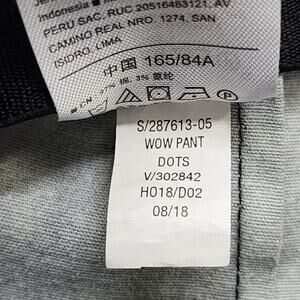 Indonesia ■
PERU SAC. RUC 20516463121, AV.
CAMINO REAL NRO. 1274, SAN
ISIDRO, LIMA
中国 165/84A
S/287613-05
WOW PANT
DOTS
V/302842
HO18/D02
08/18